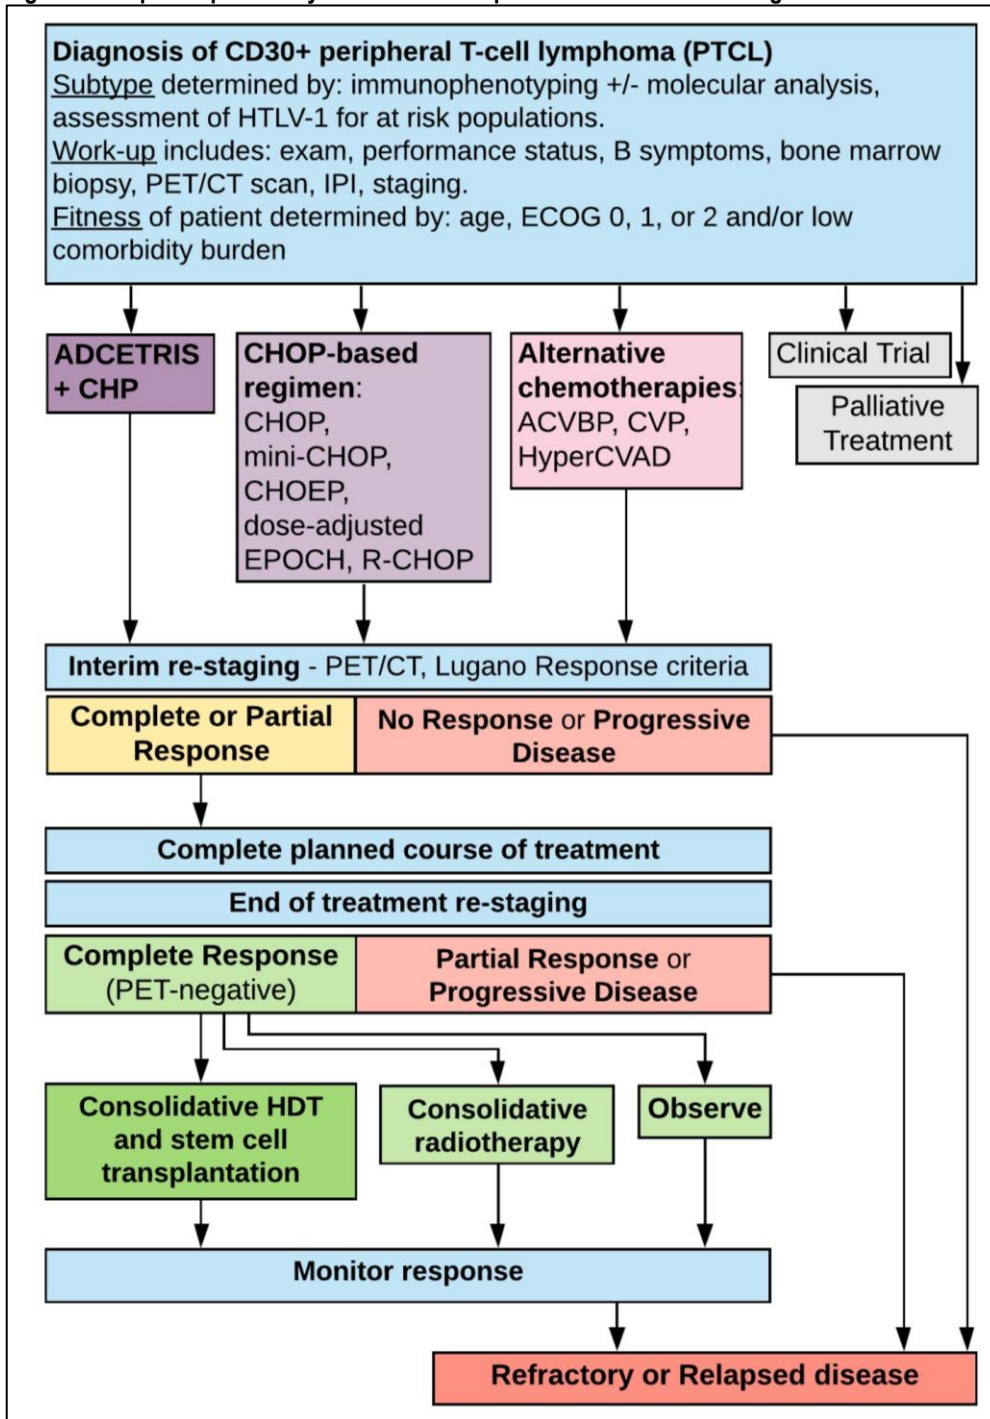 Diagnosis of CD30+ peripheral T-cell lymphoma (PTCL)
Subtype determined by: immunophenotyping +/- molecular analysis,
assessment of HTLV-1 for at risk populations.
Work-up includes: exam, performance status, B symptoms, bone marrow
biopsy, PET/CT scan, IPI, staging.
Fitness of patient determined by: age, ECOG 0, 1, or 2 and/or low
comorbidity burden
ADCETRIS
+ CHP
CHOP-based
regimen:
CHOP,
mini-CHOP,
CHOEP,
dose-adjusted
EPOCH, R-CHOP
Alternative
chemotherapies:
ACVBP, CVP,
HyperCVAD
Clinical Trial
Palliative
Treatment
Interim re-staging - PET/CT, Lugano Response criteria
Complete or Partial
Response
No Response or Progressive
Disease
Complete planned course of treatment
End of treatment re-staging
Complete Response
(PET-negative)
Partial Response or
Progressive Disease
Consolidative HDT
and stem cell
transplantation
Consolidative
radiotherapy
Observe
Monitor response
Refractory or Relapsed disease